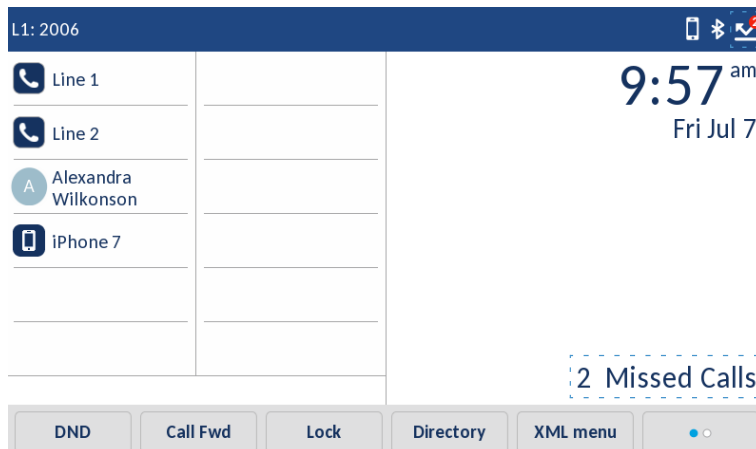 L1: 2006
Line 1
Line 2
A
Alexandra
Wilkonson
iPhone 7
9:57 am
Fri Jul 7
2 Missed Calls
DND
Call Fwd
Lock
Directory
XML menu